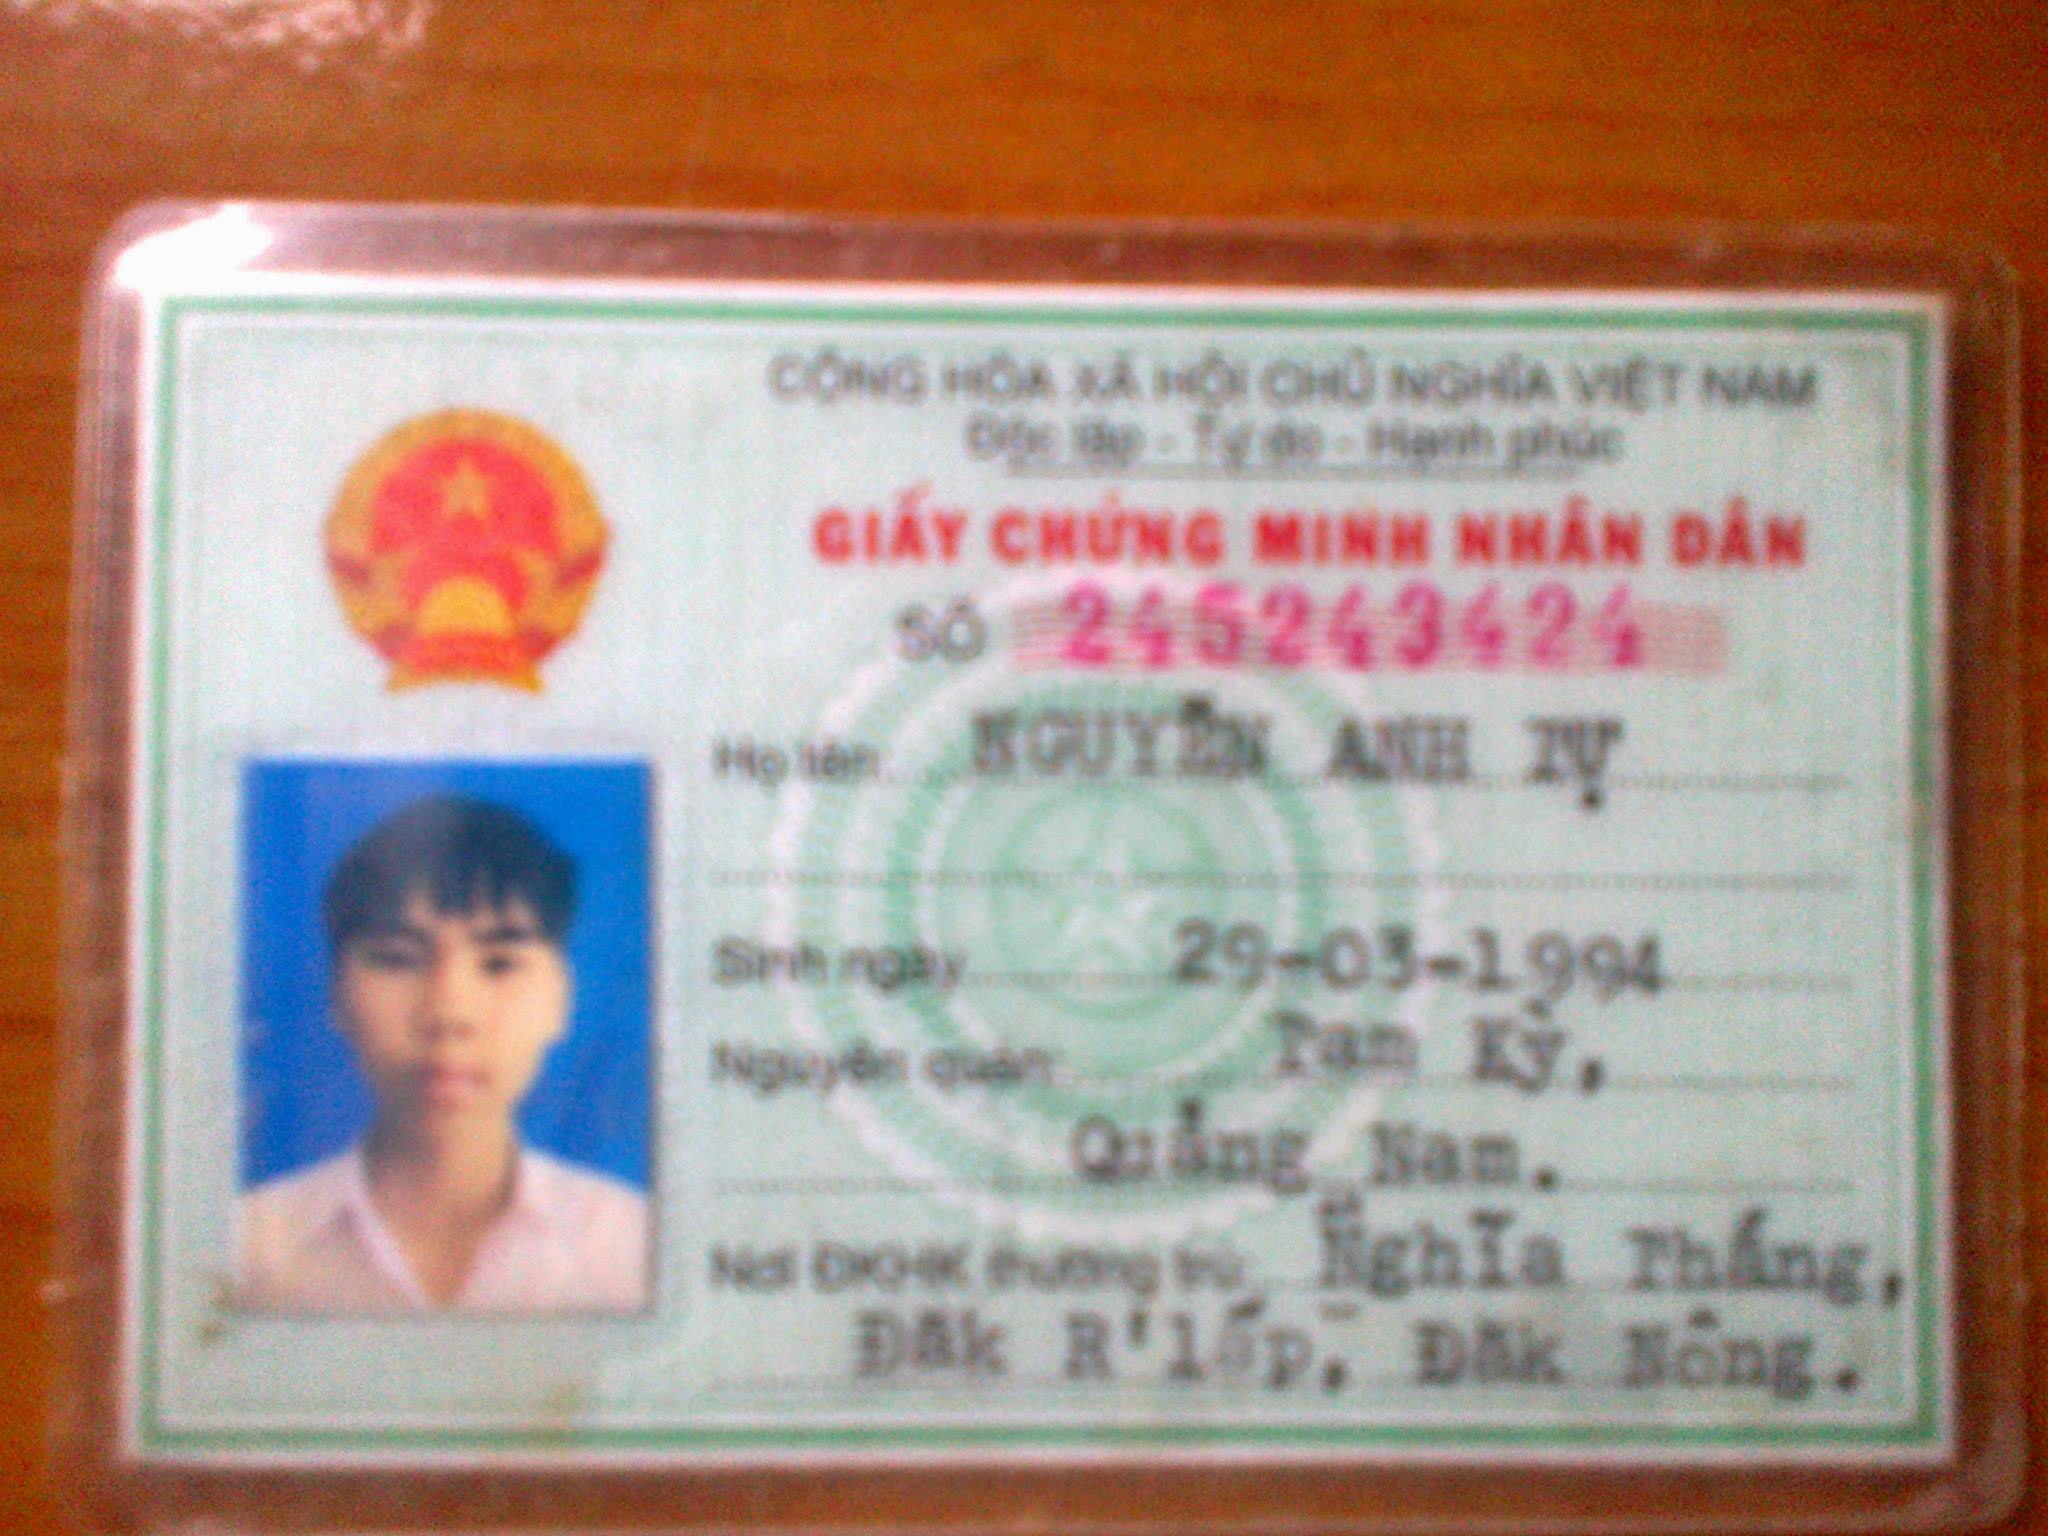 CỘNG HÒA XÃ HỘI CHỦ NGHĨA VIỆT NAM
Độc lập - Tự do - Hạnh phúc
GIẤY CHỨNG MINH NHÂN DÂN
SỐ 245243424
Họ tên: NGUYỄN ANH TỰ
Sinh ngày 29-03-1994
Nguyên quán: Tam Kỳ,
Quảng Nam.
Nơi ĐKHK thường trú: Nghĩa Thắng,
Đăk R'lấp, Đăk Nông.